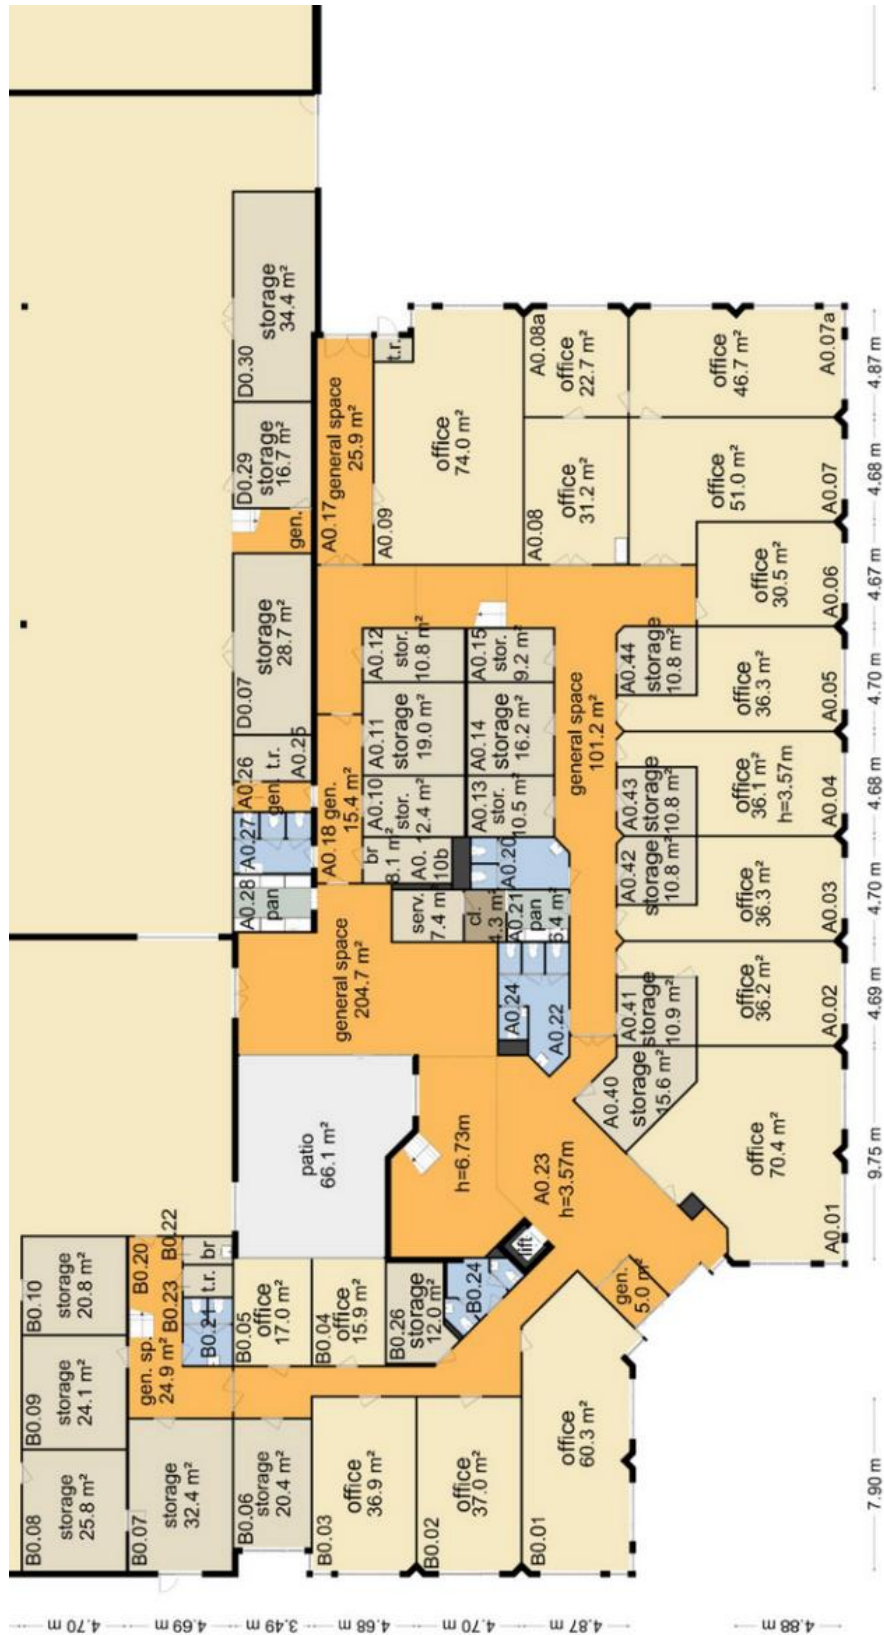 D0.30
storage
34.4 m²
D0.29
storage
16.7 m²
gen.
D0.07
storage
28.7 m²
t.r.
A0.25
A0.26
gen.
A0.27
A0.28
pan
A0.17
general space
25.9 m²
t.r.
A0.09
office
74.0 m²
A0.08a
office
22.7 m²
A0.08
office
31.2 m²
office
46.7 m²
A0.07a
office
51.0 m²
A0.07
office
30.5 m²
A0.06
A0.12
stor.
10.8 m²
A0.15
stor.
9.2 m²
A0.11
storage
19.0 m²
A0.14
storage
16.2 m²
A0.10
stor.
12.4 m²
A0.13
stor.
10.5 m²
A0.18 gen.
15.4 m²
br
8.1 m²
A0.
10b
A0.20
general space
101.2 m²
A0.44
storage
10.8 m²
office
36.3 m²
A0.05
A0.43
storage
10.8 m²
office
36.1 m²
h=3.57m
A0.04
A0.42
storage
10.8 m²
office
36.3 m²
A0.03
serv.
7.4 m²
cl.
4.3 m²
A0.21
pan
6.4 m²
general space
204.7 m²
A0.24
A0.22
A0.41
storage
10.9 m²
office
36.2 m²
A0.02
A0.40
storage
15.6 m²
office
70.4 m²
A0.01
patio
66.1 m²
h=6.73m
A0.23
h=3.57m
lift
gen.
5.0 m²
B0.10
storage
20.8 m²
B0.20
B0.22
br
B0.23
t.r.
B0.21
gen. sp.
24.9 m²
B0.05
office
17.0 m²
B0.04
office
15.9 m²
B0.26
storage
12.0 m²
B0.24
B0.09
storage
24.1 m²
B0.08
storage
25.8 m²
B0.07
storage
32.4 m²
B0.06
storage
20.4 m²
B0.03
office
36.9 m²
B0.02
office
37.0 m²
B0.01
office
60.3 m²
4.87 m
4.68 m
4.67 m
4.70 m
4.68 m
4.70 m
4.69 m
9.75 m
7.90 m
4.70 m
4.69 m
3.49 m
4.68 m
4.70 m
4.87 m
4.88 m